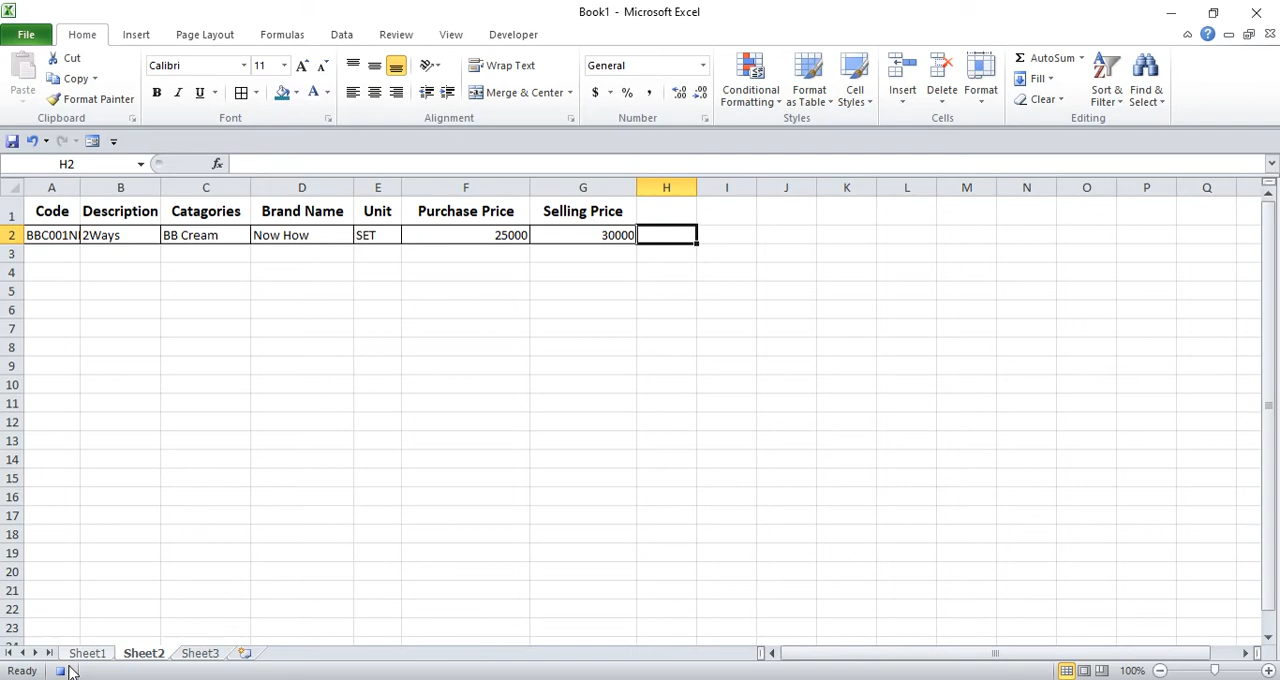 Book1 - Microsoft Excel
File Home Insert Page Layout Formulas Data Review View Developer
Paste
Cut
Copy
Format Painter
Clipboard
Calibri 11
B I U
Font
Wrap Text
Merge & Center
Alignment
General
$ % ,
Number
Conditional Formatting
Format as Table
Cell Styles
Styles
Insert Delete Format
Cells
AutoSum
Fill
Clear
Sort & Filter
Find & Select
Editing
H2 fx
A B C D E F G H I J K L M N O P Q
1 Code Description Catagories Brand Name Unit Purchase Price Selling Price
2 2Ways BB Cream Now How SET 25000 30000
3
4
5
6
7
8
9
10
11
12
13
14
15
16
17
18
19
20
21
22
23
Sheet1 Sheet2 Sheet3
Ready 100%